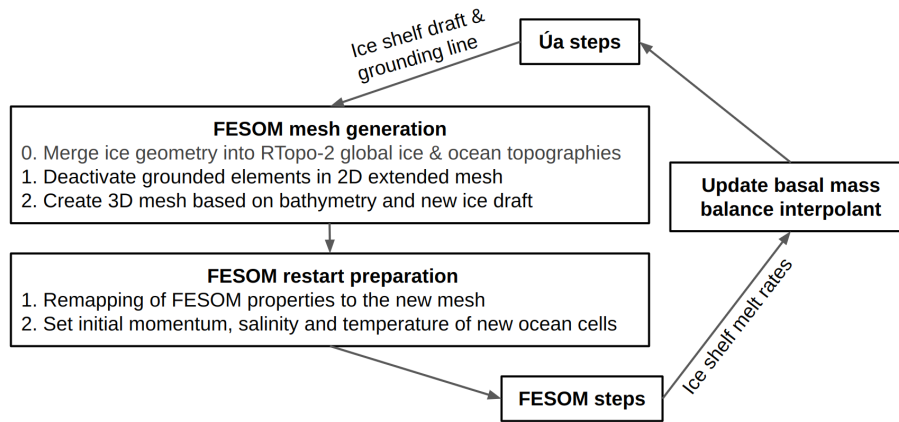 Úa steps
Ice shelf draft &
grounding line
FESOM mesh generation
0. Merge ice geometry into RTopo-2 global ice & ocean topographies
1. Deactivate grounded elements in 2D extended mesh
2. Create 3D mesh based on bathymetry and new ice draft
Update basal mass
balance interpolant
FESOM restart preparation
1. Remapping of FESOM properties to the new mesh
2. Set initial momentum, salinity and temperature of new ocean cells
Ice shelf melt rates
FESOM steps